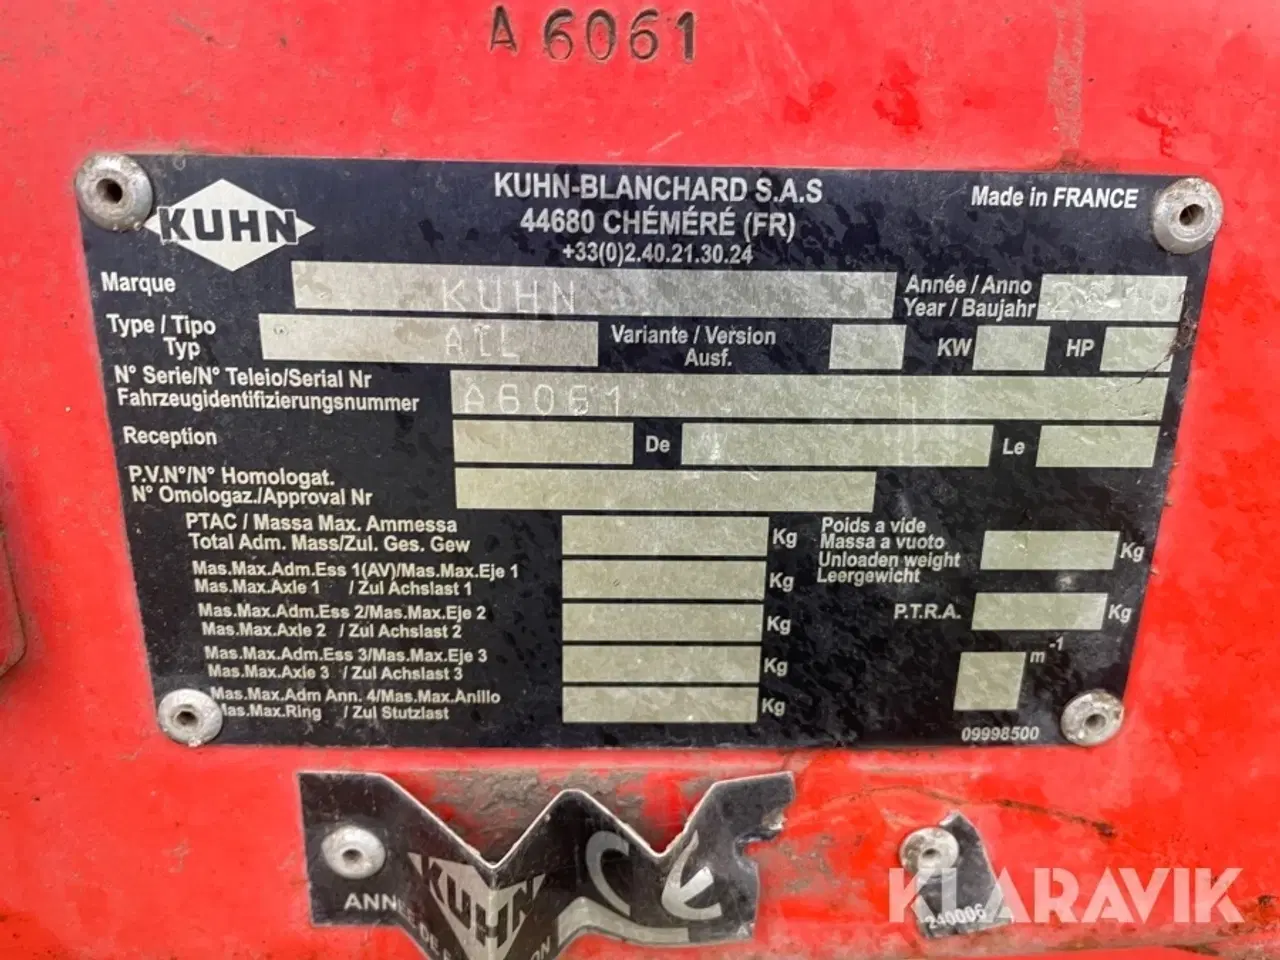 A 6061
KUHN
KUHN-BLANCHARD S.A.S
44680 CHÉMÉRÉ (FR)
+33(0)2.40.21.30.24
Made in FRANCE
Marque KUHN
Année / Anno
Year / Baujahr
Type / Tipo
Typ
Variante / Version
Ausf.
KW HP
N° Serie/N° Teleio/Serial Nr
Fahrzeugidentifizierungsnummer
A6061
Reception De Le
P.V.N°/N° Homologat.
N° Omologaz./Approval Nr
PTAC / Massa Max. Ammessa
Total Adm. Mass/Zul. Ges. Gew Kg
Mas.Max.Adm.Ess 1(AV)/Mas.Max.Eje 1
Mas.Max.Axle 1 / Zul Achslast 1 Kg
Mas.Max.Adm.Ess 2/Mas.Max.Eje 2
Mas.Max.Axle 2 / Zul Achslast 2 Kg
Mas.Max.Adm.Ess 3/Mas.Max.Eje 3
Mas.Max.Axie 3 / Zul Achslast 3 Kg
Mas.Max.Adm Ann. 4/Mas.Max.Anillo
Mas.Max.Ring / Zul Stutzlast Kg
Poids a vide
Massa a vuoto
Unloaden weight
Leergewicht Kg
P.T.R.A. Kg
m-1
09998500
KUHN
CE
240006
KLARAVIK